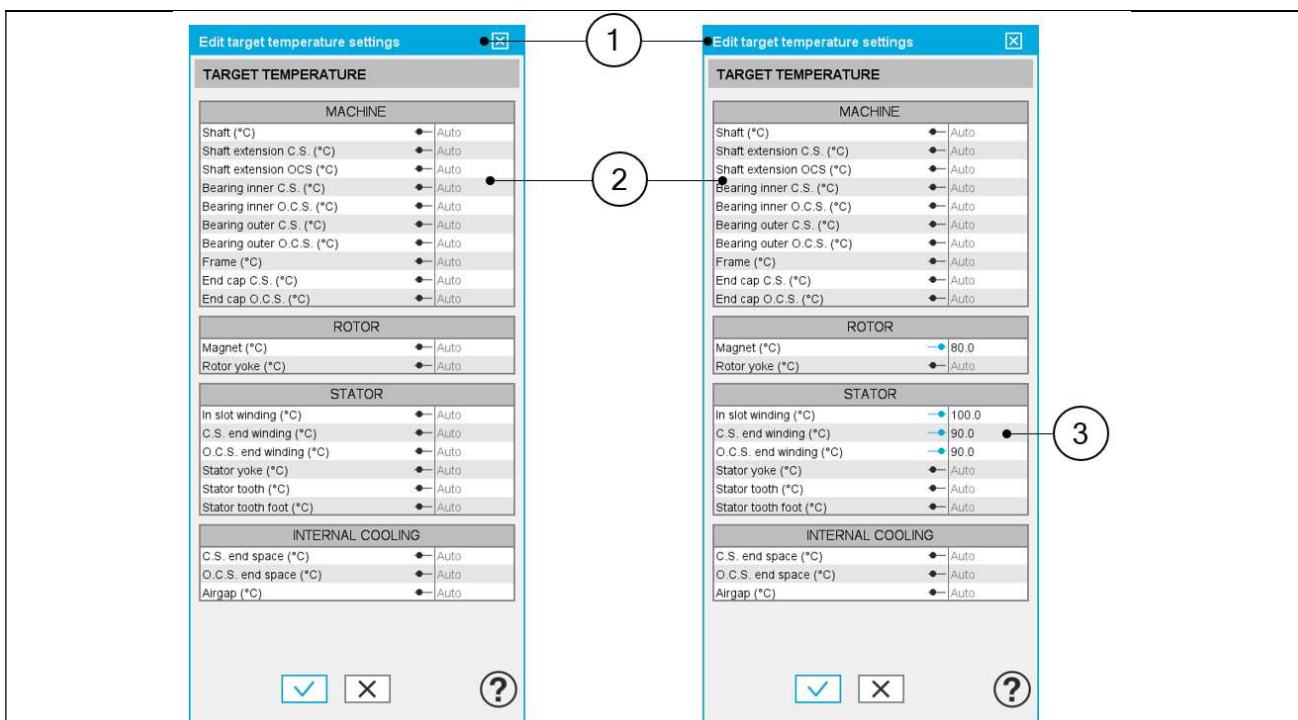 Edit target temperature settings
TARGET TEMPERATURE
MACHINE
Shaft (°C) Auto
Shaft extension C.S. (°C) Auto
Shaft extension OCS (°C) Auto
Bearing inner C.S. (°C) Auto
Bearing inner O.C.S. (°C) Auto
Bearing outer C.S. (°C) Auto
Bearing outer O.C.S. (°C) Auto
Frame (°C) Auto
End cap C.S. (°C) Auto
End cap O.C.S. (°C) Auto
ROTOR
Magnet (°C) Auto
Rotor yoke (°C) Auto
STATOR
In slot winding (°C) Auto
C.S. end winding (°C) Auto
O.C.S. end winding (°C) Auto
Stator yoke (°C) Auto
Stator tooth (°C) Auto
Stator tooth foot (°C) Auto
INTERNAL COOLING
C.S. end space (°C) Auto
O.C.S. end space (°C) Auto
Airgap (°C) Auto
?
1
2
Edit target temperature settings
TARGET TEMPERATURE
MACHINE
Shaft (°C) Auto
Shaft extension C.S. (°C) Auto
Shaft extension OCS (°C) Auto
Bearing inner C.S. (°C) Auto
Bearing inner O.C.S. (°C) Auto
Bearing outer C.S. (°C) Auto
Bearing outer O.C.S. (°C) Auto
Frame (°C) Auto
End cap C.S. (°C) Auto
End cap O.C.S. (°C) Auto
ROTOR
Magnet (°C) 80.0
Rotor yoke (°C) Auto
STATOR
In slot winding (°C) 100.0
C.S. end winding (°C) 90.0
O.C.S. end winding (°C) 90.0
Stator yoke (°C) Auto
Stator tooth (°C) Auto
Stator tooth foot (°C) Auto
INTERNAL COOLING
C.S. end space (°C) Auto
O.C.S. end space (°C) Auto
Airgap (°C) Auto
?
3